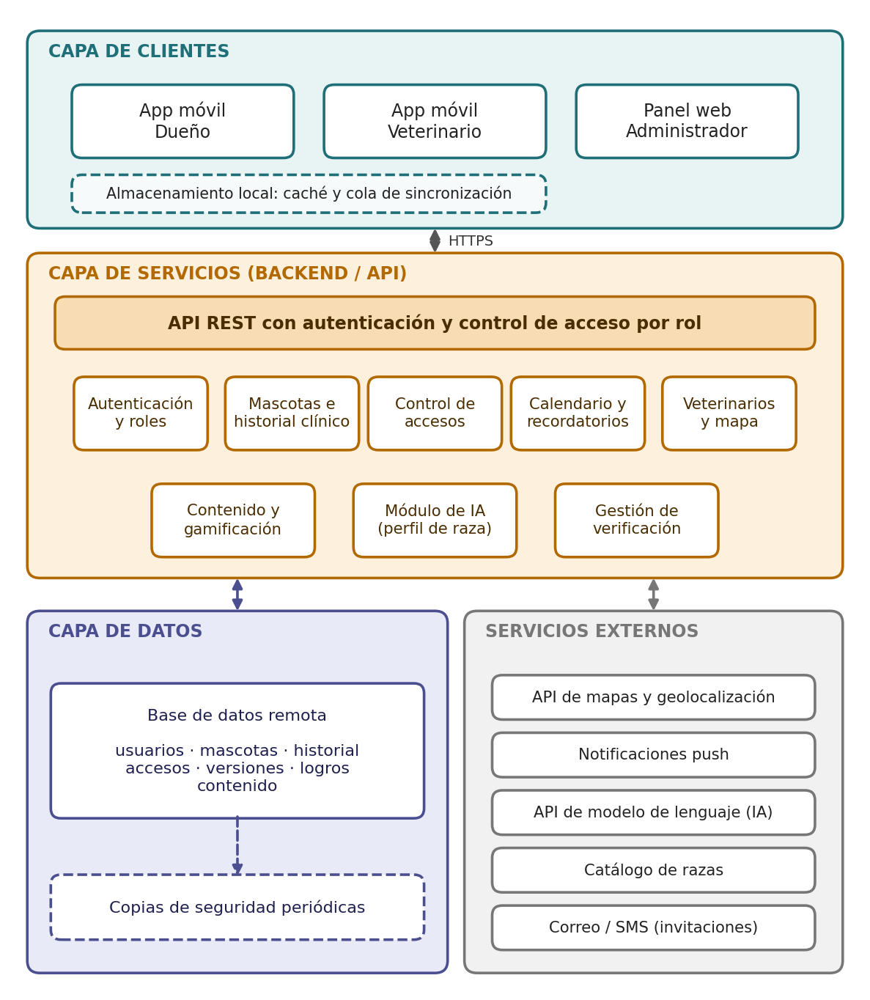 CAPA DE CLIENTES
App móvil
Dueño
App móvil
Veterinario
Panel web
Administrador
Almacenamiento local: caché y cola de sincronización
HTTPS
CAPA DE SERVICIOS (BACKEND / API)
API REST con autenticación y control de acceso por rol
Autenticación
y roles
Mascotas e
historial clínico
Control de
accesos
Calendario y
recordatorios
Veterinarios
y mapa
Contenido y
gamificación
Módulo de IA
(perfil de raza)
Gestión de
verificación
CAPA DE DATOS
Base de datos remota
usuarios · mascotas · historial
accesos · versiones · logros
contenido
Copias de seguridad periódicas
SERVICIOS EXTERNOS
API de mapas y geolocalización
Notificaciones push
API de modelo de lenguaje (IA)
Catálogo de razas
Correo / SMS (invitaciones)